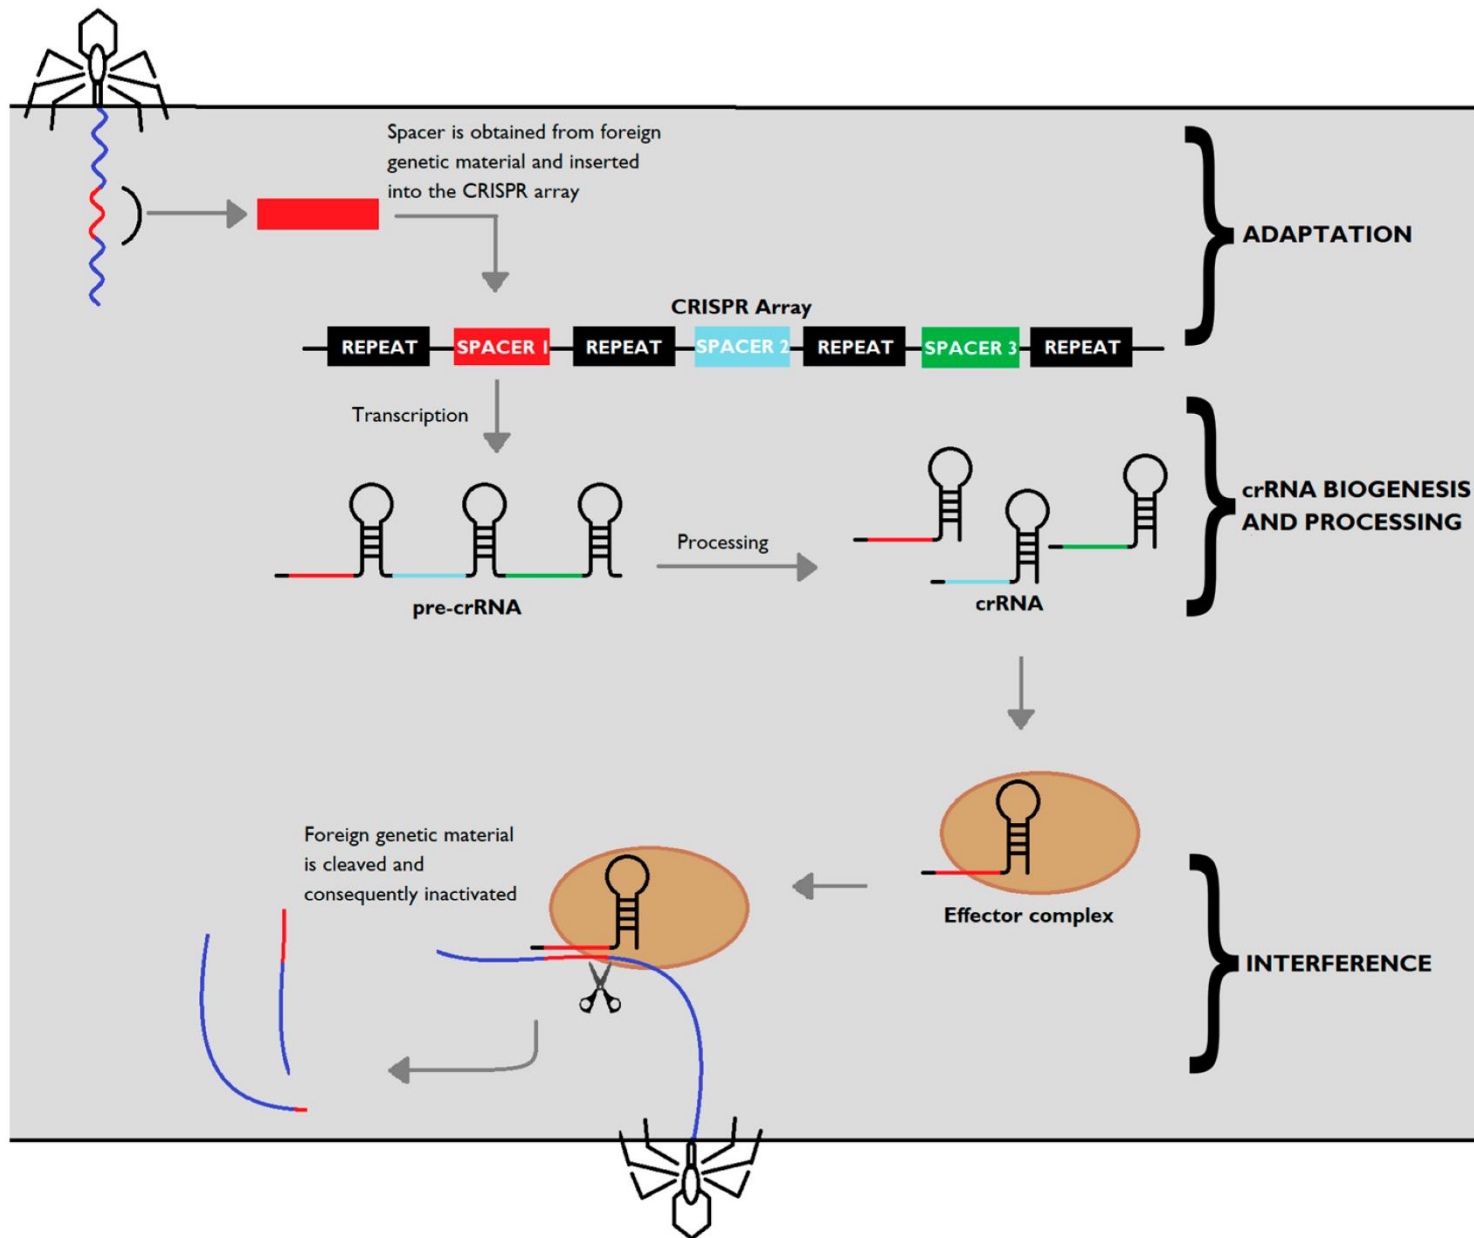 Spacer is obtained from foreign
genetic material and inserted
into the CRISPR array
ADAPTATION
CRISPR Array
REPEAT SPACER 1 REPEAT SPACER 2 REPEAT SPACER 3 REPEAT
Transcription
crRNA BIOGENESIS
AND PROCESSING
Processing
pre-crRNA
crRNA
Foreign genetic material
is cleaved and
consequently inactivated
Effector complex
INTERFERENCE